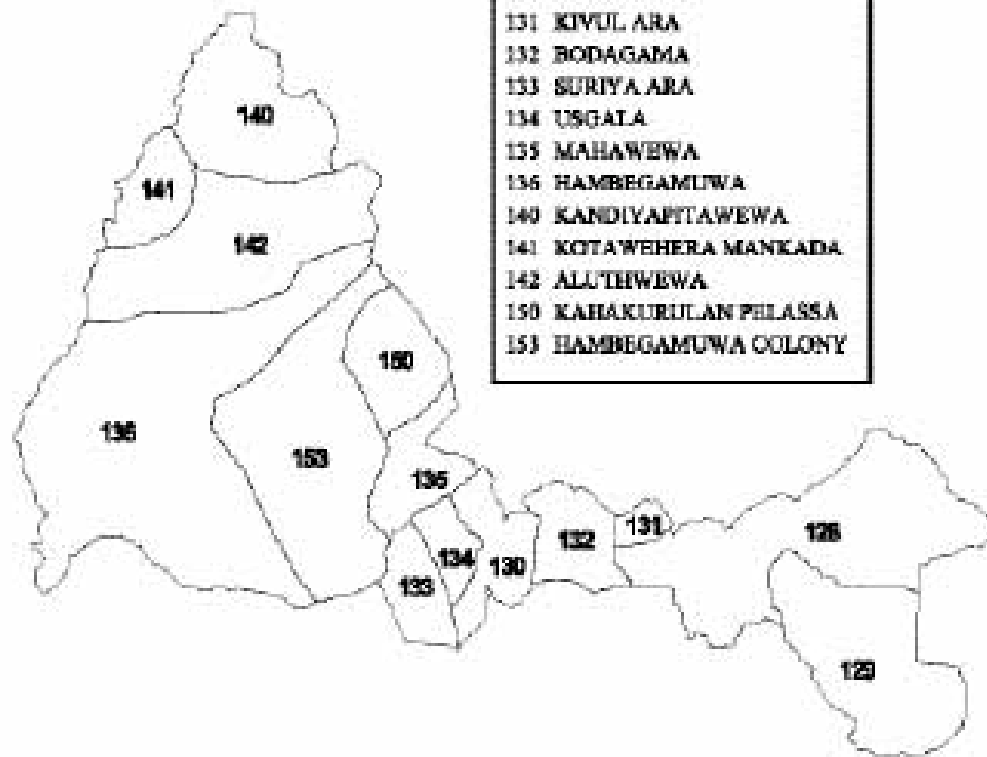 131 KIVUL ARA
132 BODAGAMA
133 SURIYA ARA
134 USGALA
135 MAHAWEWA
136 HAMBEGAMUWA
140 KANDIYAPITAWEWA
141 KOTAWEHERA MANKADA
142 ALUTHWEWA
150 KAHAKURULAN PELASSA
153 HAMBEGAMUWA COLONY
140
141
142
150
136
153
135
134
133
130
132
131
128
129